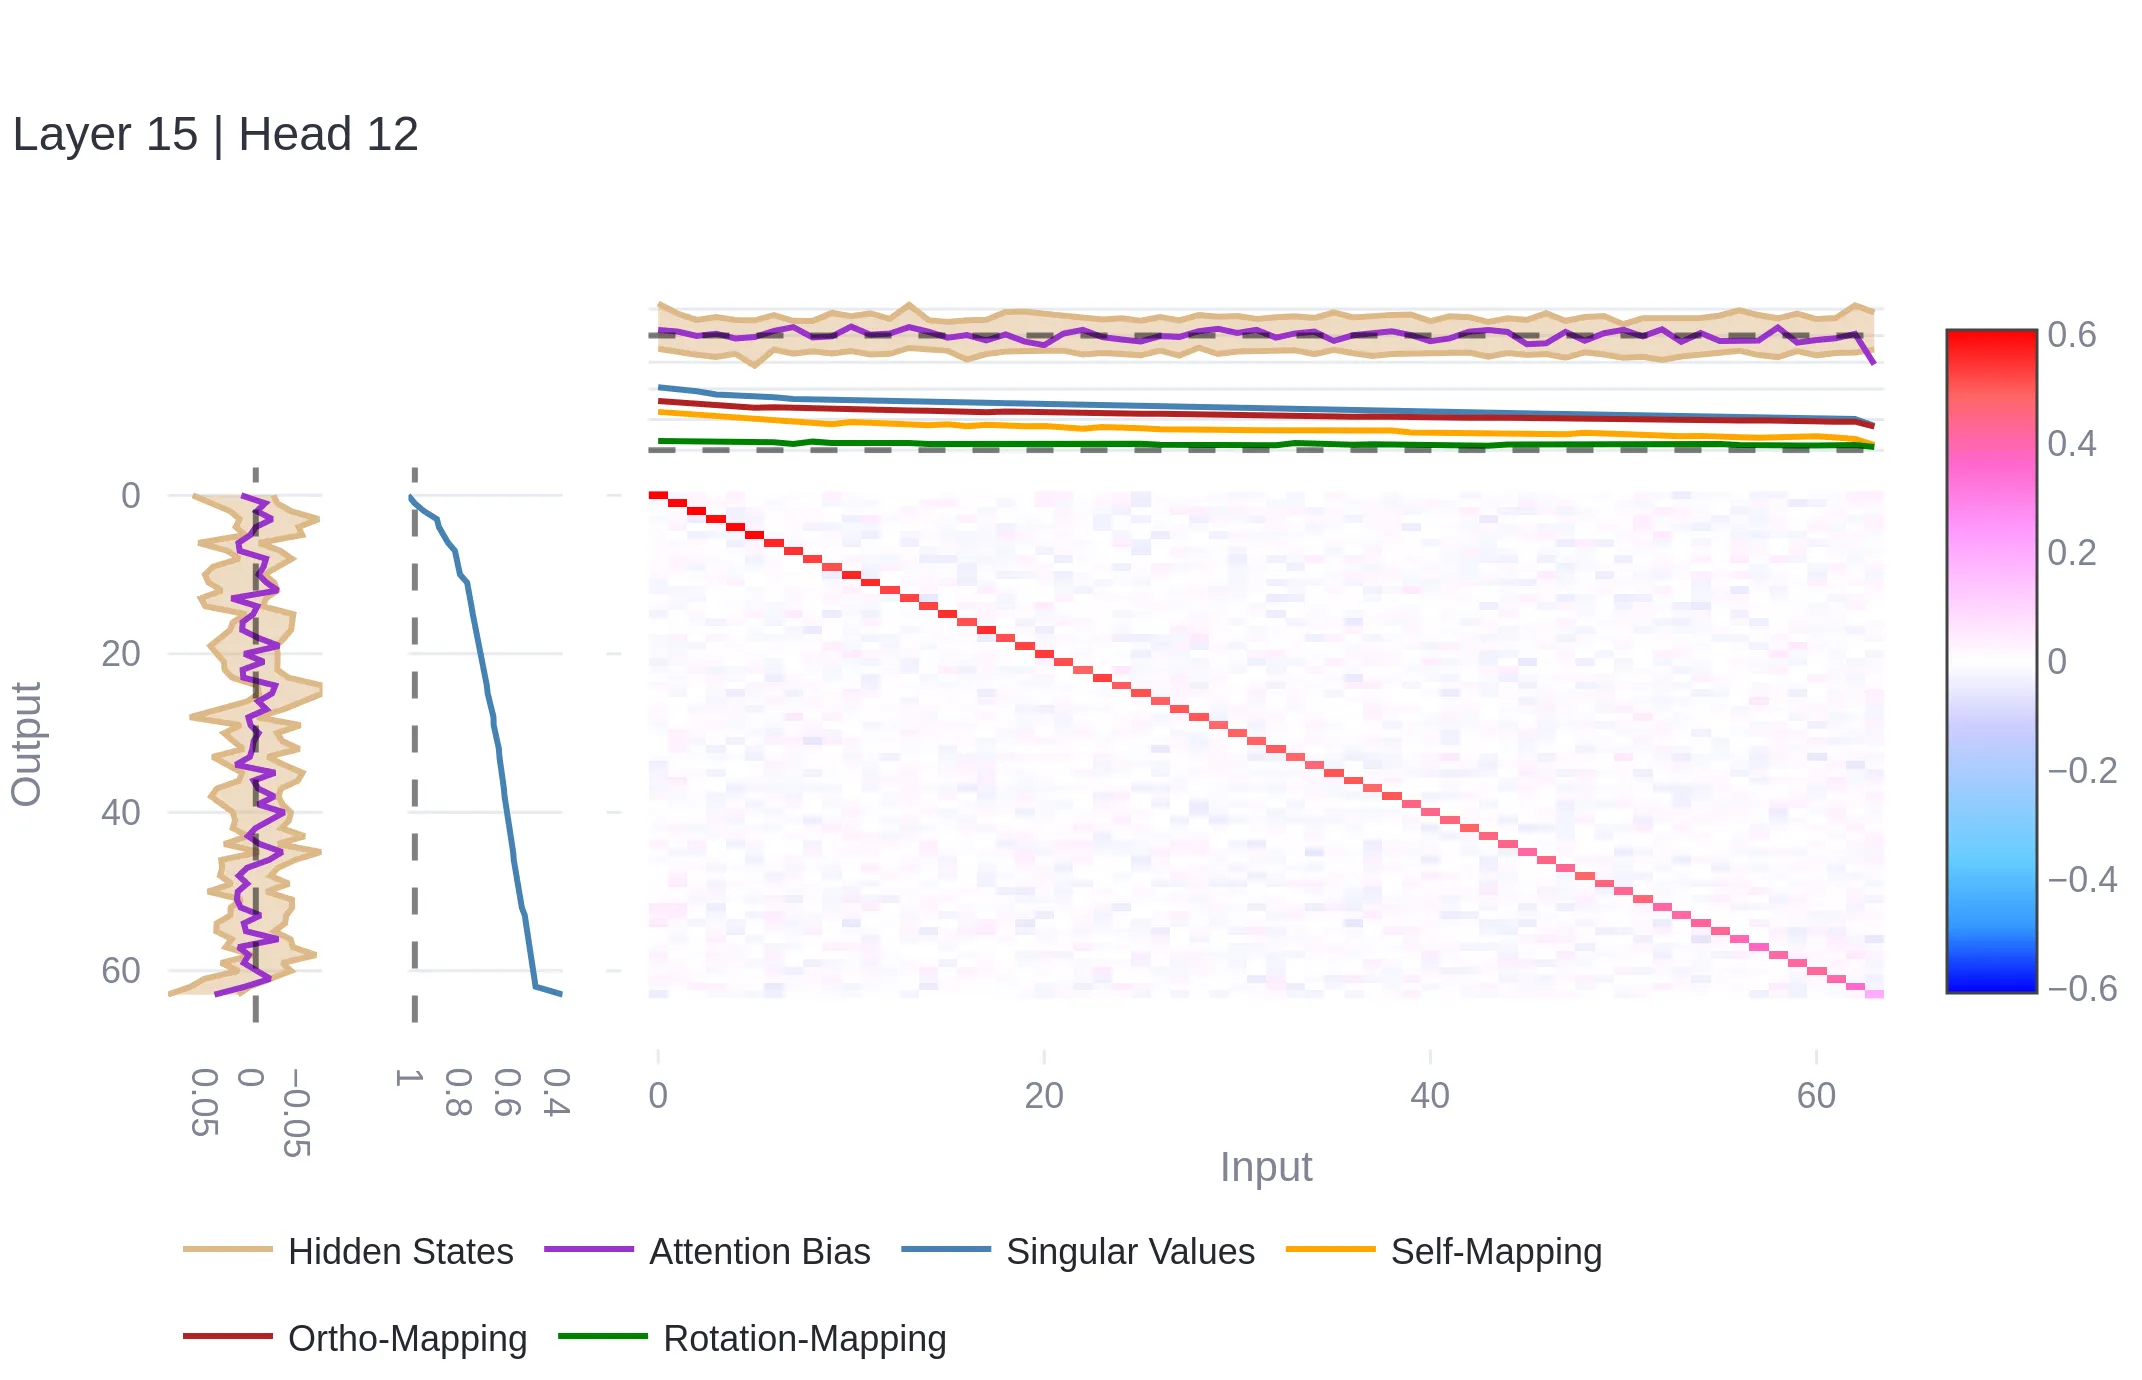 Layer 15 | Head 12
0.6
0.4
0.2
0
−0.2
−0.4
−0.6
Output
0
20
40
60
0.05
0
−0.05
1
0.8
0.6
0.4
0
20
40
60
Input
Hidden States
Attention Bias
Singular Values
Self-Mapping
Ortho-Mapping
Rotation-Mapping